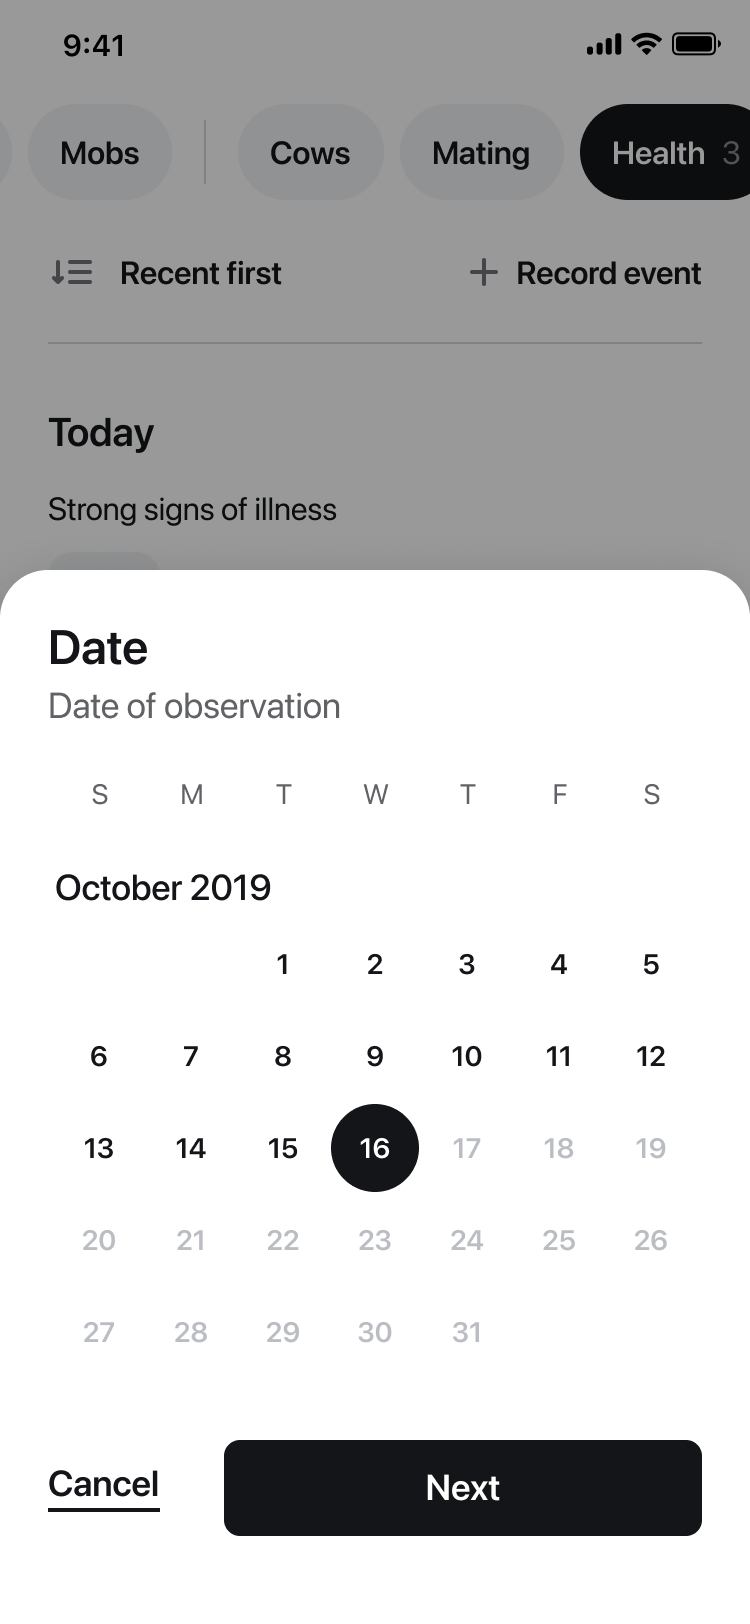 9:41
Mobs Cows Mating Health 3
Recent first Record event
Today
Strong signs of illness
Date
Date of observation
S M T W T F S
October 2019
1 2 3 4 5
6 7 8 9 10 11 12
13 14 15 16 17 18 19
20 21 22 23 24 25 26
27 28 29 30 31
Cancel Next